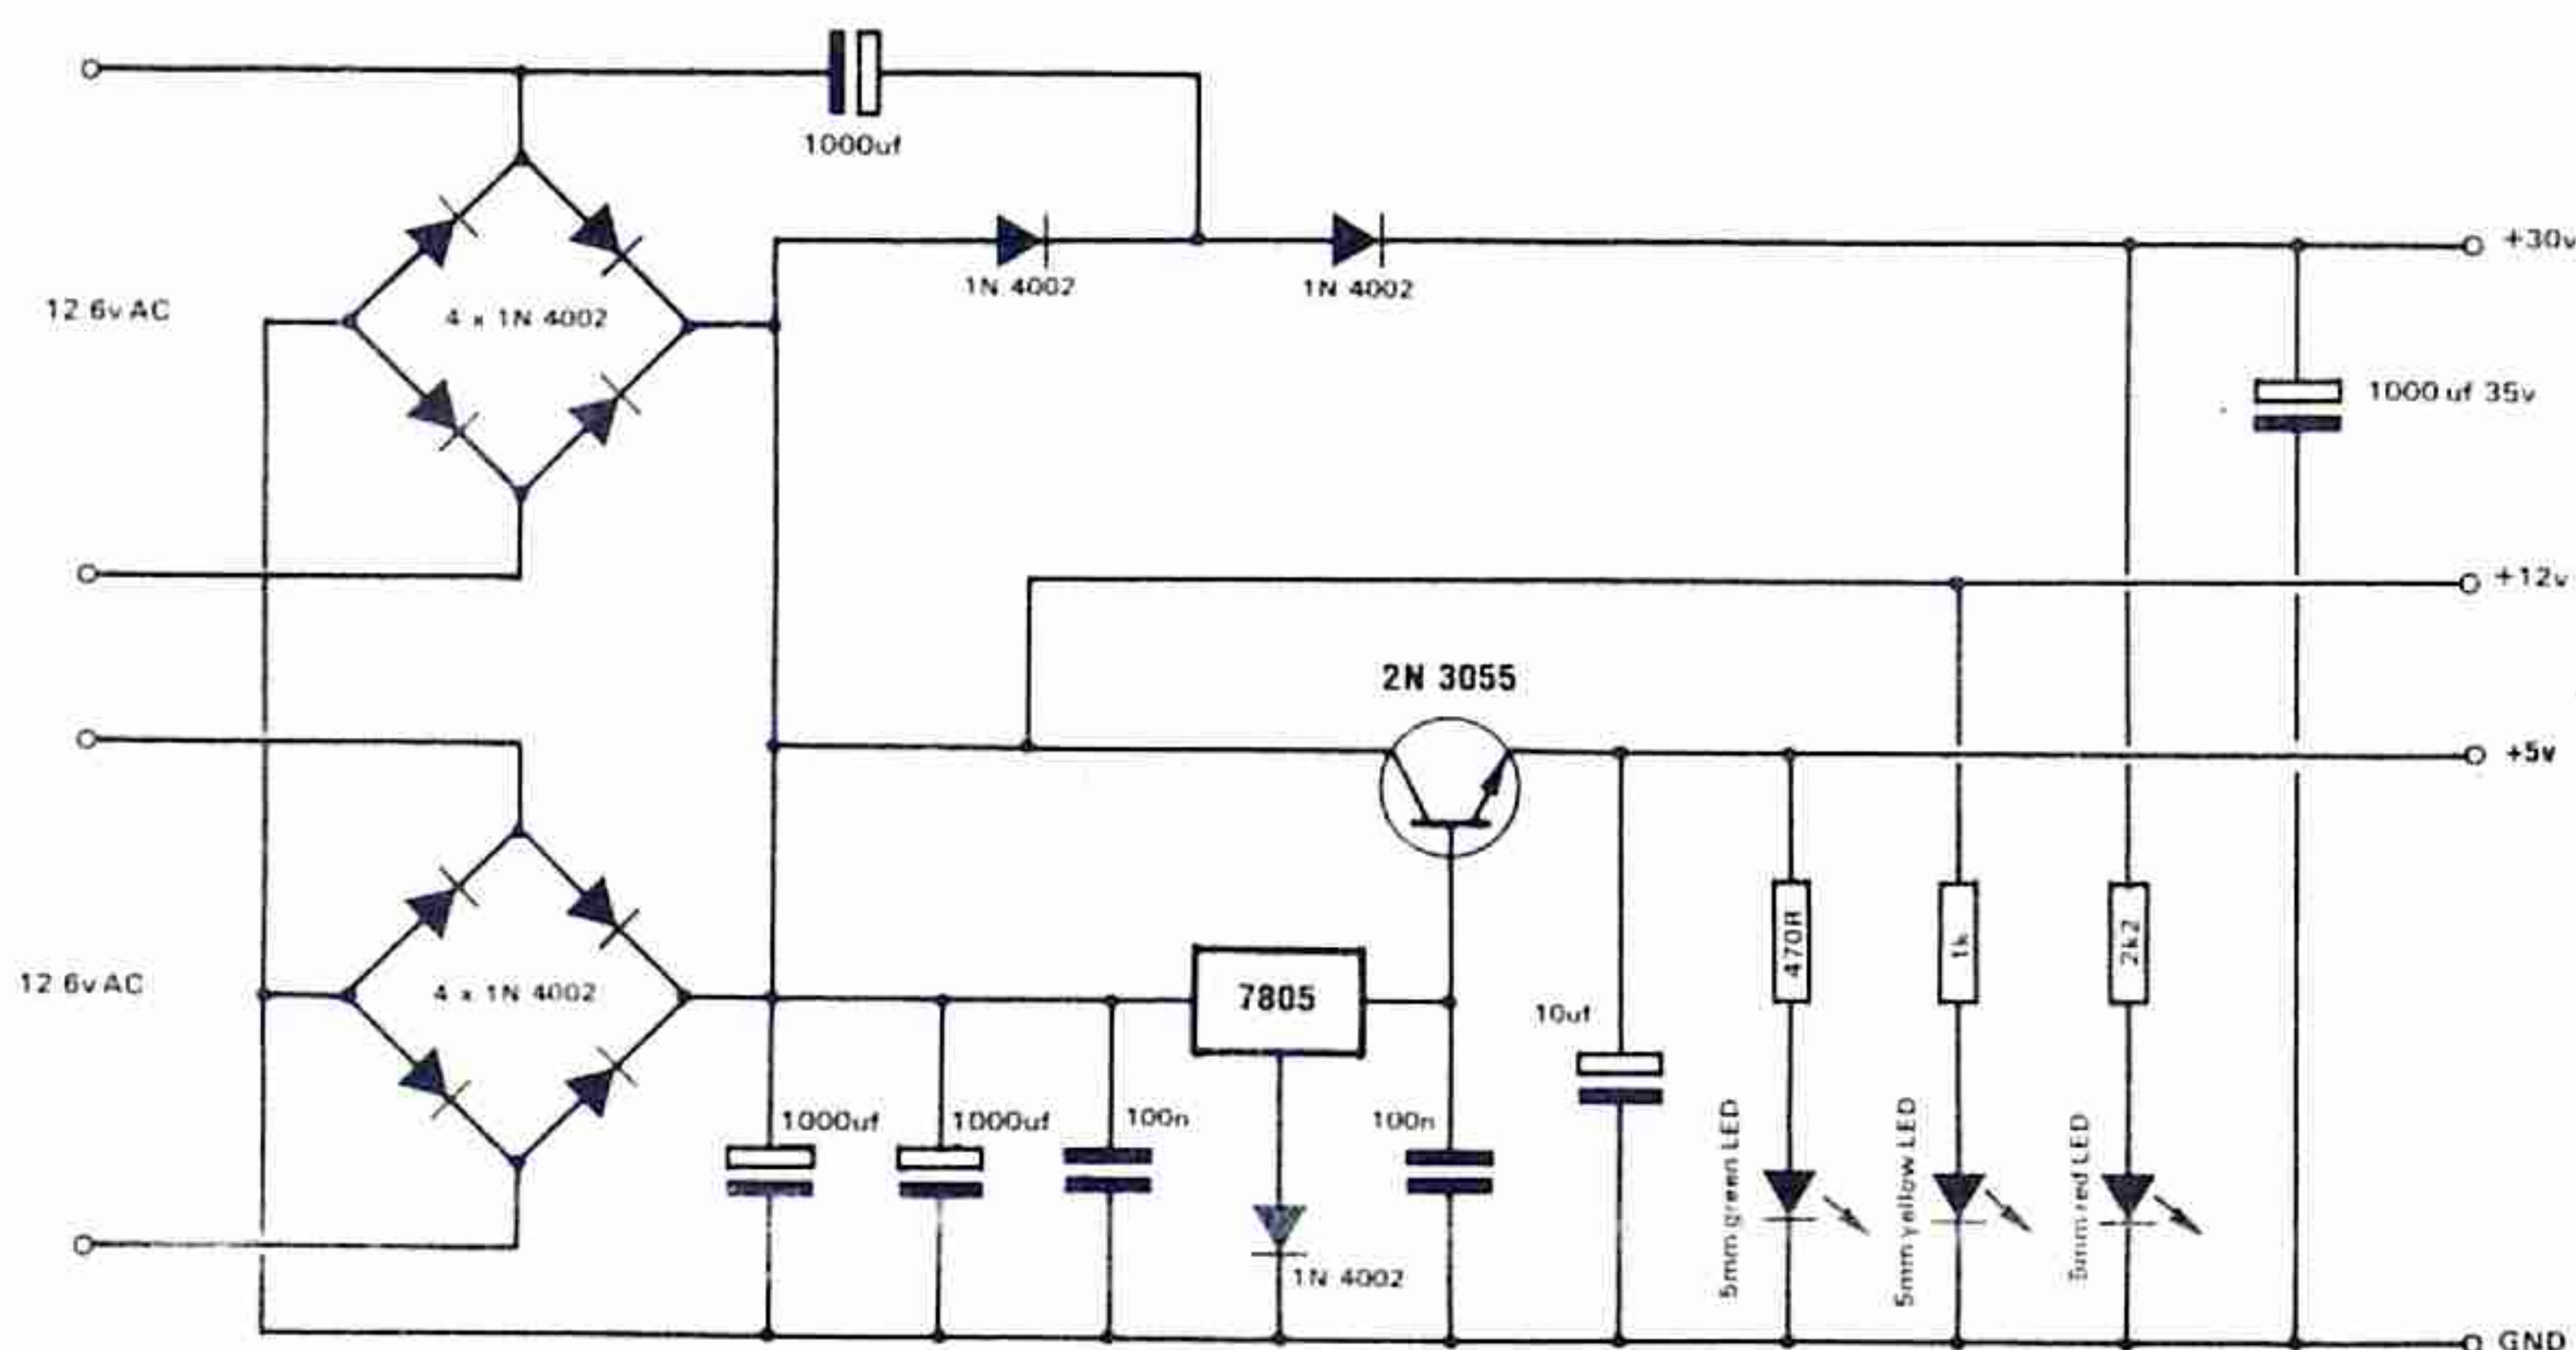 1000uf
+30v
1N 4002
1N 4002
12 6v AC
4 x 1N 4002
1000 uf 35v
+12v
2N 3055
+5v
470R
1k
2k2
12 6v AC
4 x 1N 4002
7805
10uf
1000uf
1000uf
100n
100n
5mm green LED
5mm yellow LED
5mm red LED
1N 4002
GND